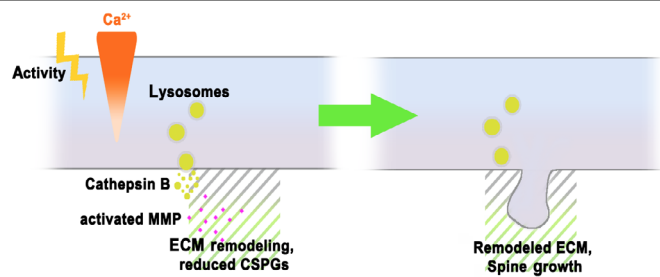 Ca²⁺
Activity
Lysosomes
Cathepsin B
activated MMP
ECM remodeling,
reduced CSPGs
Remodeled ECM,
Spine growth